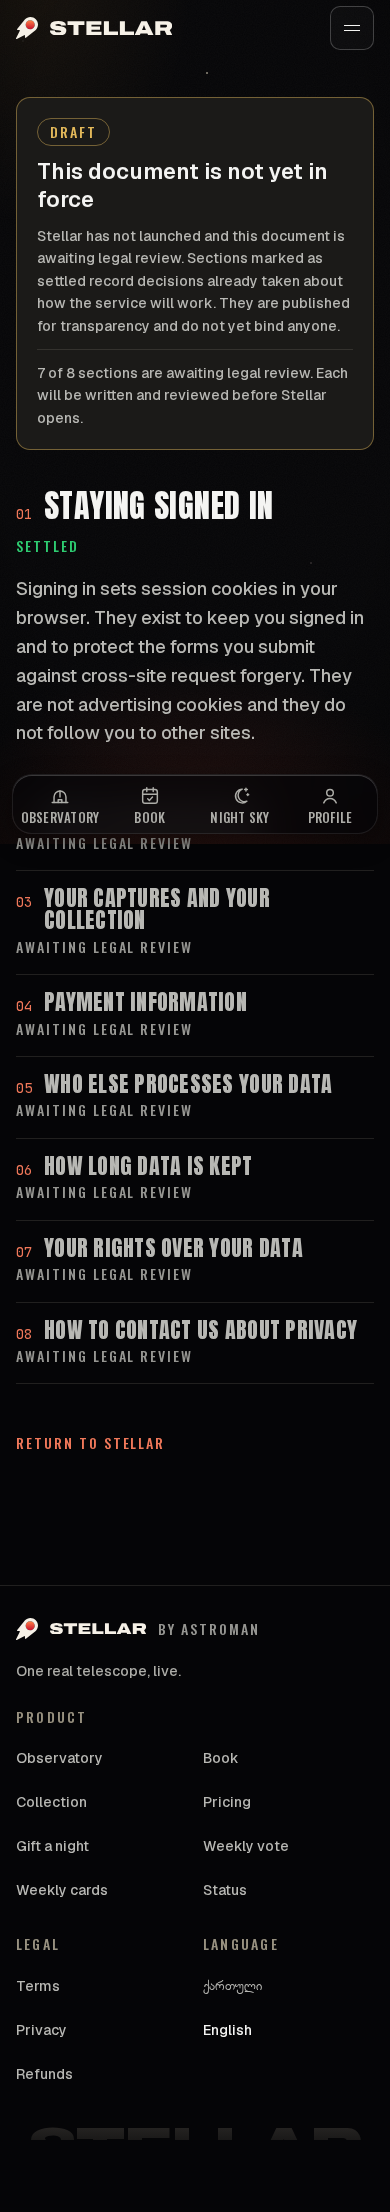 STELLAR
DRAFT
This document is not yet in
force
Stellar has not launched and this document is
awaiting legal review. Sections marked as
settled record decisions already taken about
how the service will work. They are published
for transparency and do not yet bind anyone.
7 of 8 sections are awaiting legal review. Each
will be written and reviewed before Stellar
opens.
01 STAYING SIGNED IN
SETTLED
Signing in sets session cookies in your
browser. They exist to keep you signed in
and to protect the forms you submit
against cross-site request forgery. They
are not advertising cookies and they do
not follow you to other sites.
OBSERVATORY BOOK NIGHT SKY PROFILE
AWAITING LEGAL REVIEW
03 YOUR CAPTURES AND YOUR
COLLECTION
AWAITING LEGAL REVIEW
04 PAYMENT INFORMATION
AWAITING LEGAL REVIEW
05 WHO ELSE PROCESSES YOUR DATA
AWAITING LEGAL REVIEW
06 HOW LONG DATA IS KEPT
AWAITING LEGAL REVIEW
07 YOUR RIGHTS OVER YOUR DATA
AWAITING LEGAL REVIEW
08 HOW TO CONTACT US ABOUT PRIVACY
AWAITING LEGAL REVIEW
RETURN TO STELLAR
STELLAR BY ASTROMAN
One real telescope, live.
PRODUCT
Observatory Book
Collection Pricing
Gift a night Weekly vote
Weekly cards Status
LEGAL LANGUAGE
Terms ქართული
Privacy English
Refunds
STELLAR